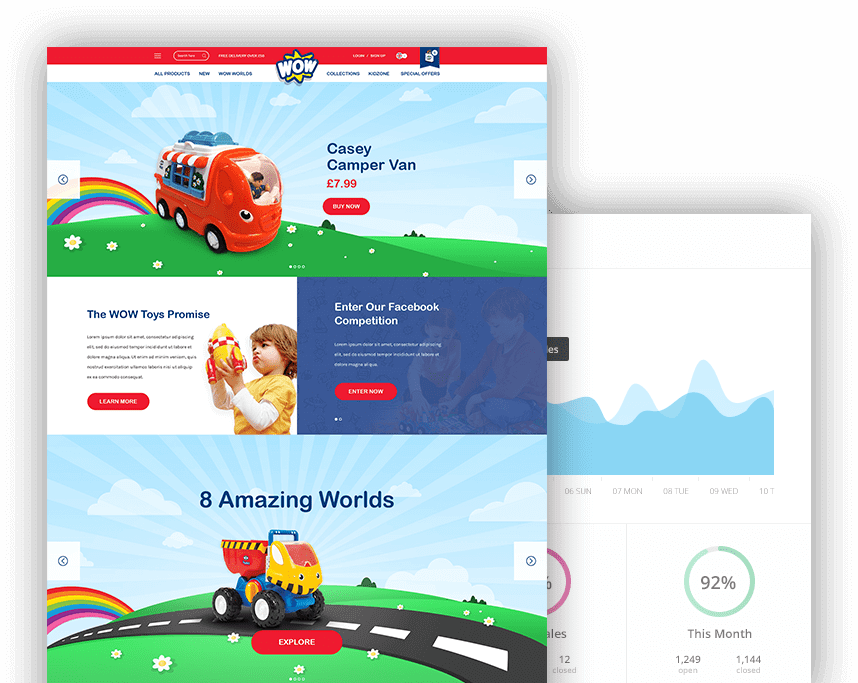 Search here
FREE DELIVERY OVER £50
LOGIN / SIGN UP
WOW
ALL PRODUCTS NEW WOW WORLDS COLLECTIONS KIDZONE SPECIAL OFFERS
Casey
Camper Van
£7.99
BUY NOW
The WOW Toys Promise
Lorem ipsum dolor sit amet, consectetur adipiscing
elit, sed do eiusmod tempor incididunt ut labore et
dolore magna aliqua. Ut enim ad minim veniam, quis
nostrud exercitation ullamco laboris nisi ut aliquip
ex ea commodo consequat.
LEARN MORE
Enter Our Facebook
Competition
Lorem ipsum dolor sit amet, consectetur adipiscing
elit, sed do eiusmod tempor incididunt ut labore et
dolore magna aliqua.
ENTER NOW
8 Amazing Worlds
EXPLORE
les
06 SUN 07 MON 08 TUE 09 WED 10 T
%
ales
12
closed
92%
This Month
1,249 1,144
open closed